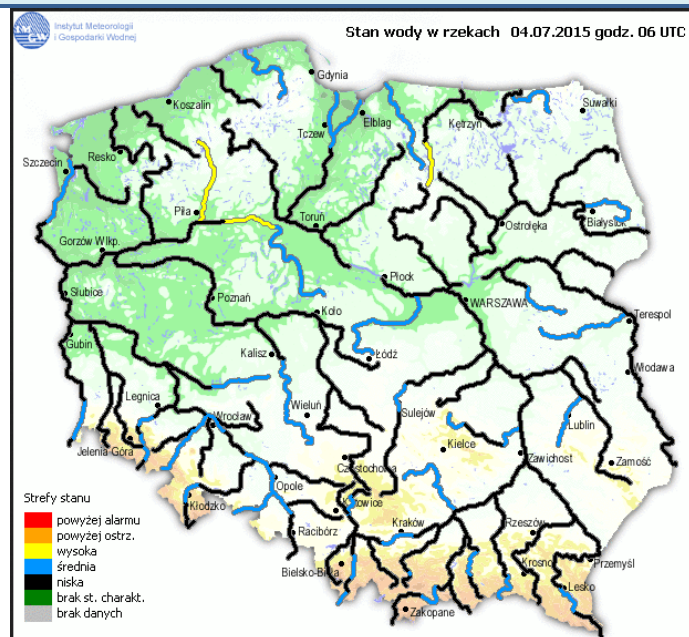 Instytut Meteorologii
i Gospodarki Wodnej
Stan wody w rzekach 04.07.2015 godz. 06 UTC
Gdynia
Koszalin
Suwałki
Tczew
Elbląg
Kętrzyn
Szczecin
Resko
Piła
Toruń
Ostrołęka
Białystok
Gorzów Wlkp.
Płock
Słubice
Poznań
WARSZAWA
Koło
Terespol
Gubin
Kalisz
Łódź
Włodawa
Legnica
Wieluń
Sulejów
Wrocław
Lublin
Jelenia Góra
Kielce
Zawichost
Częstochowa
Zamość
Opole
Kłodzko
Katowice
Racibórz
Kraków
Rzeszów
Bielsko-Biała
Krosno
Przemyśl
Lesko
Zakopane
Strefy stanu
powyżej alarmu
powyżej ostrz.
wysoka
średnia
niska
brak st. charakt.
brak danych